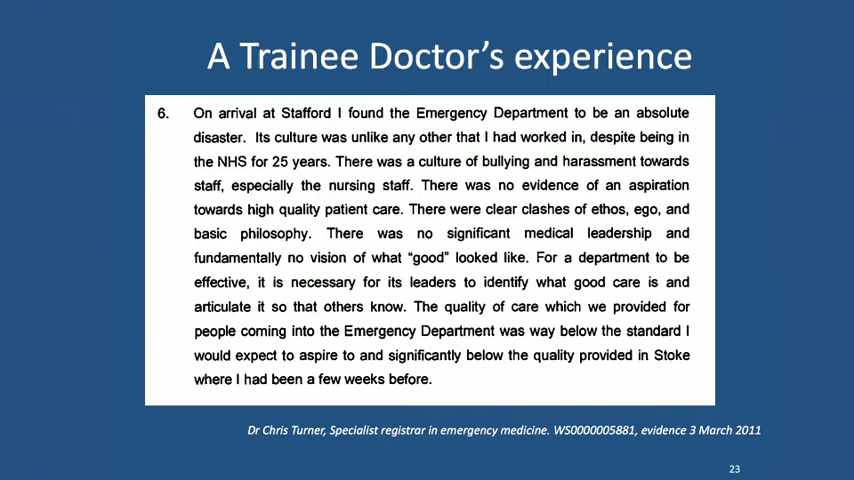 A Trainee Doctor's experience
6. On arrival at Stafford I found the Emergency Department to be an absolute
disaster. Its culture was unlike any other that I had worked in, despite being in
the NHS for 25 years. There was a culture of bullying and harassment towards
staff, especially the nursing staff. There was no evidence of an aspiration
towards high quality patient care. There were clear clashes of ethos, ego, and
basic philosophy. There was no significant medical leadership and
fundamentally no vision of what “good” looked like. For a department to be
effective, it is necessary for its leaders to identify what good care is and
articulate it so that others know. The quality of care which we provided for
people coming into the Emergency Department was way below the standard I
would expect to aspire to and significantly below the quality provided in Stoke
where I had been a few weeks before.
Dr Chris Turner, Specialist registrar in emergency medicine. WS0000005881, evidence 3 March 2011
23